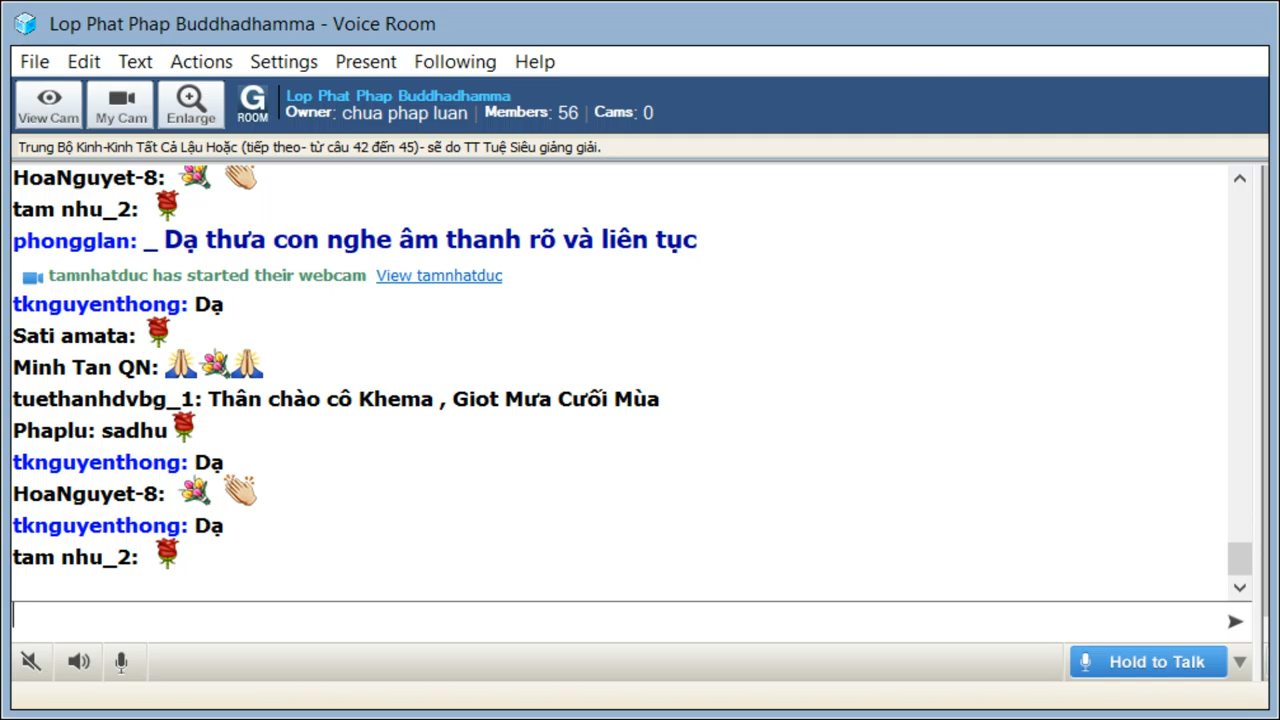 Lop Phat Phap Buddhadhamma - Voice Room
File Edit Text Actions Settings Present Following Help
View Cam My Cam Enlarge G ROOM Lop Phat Phap Buddhadhamma
Owner: chua phap luan | Members: 56 | Cams: 0
Trung Bộ Kinh-Kinh Tất Cả Lậu Hoặc (tiếp theo- từ câu 42 đến 45)- sẽ do TT Tuệ Siêu giảng giải.
HoaNguyet-8:
tam nhu_2:
phongglan: _ Dạ thưa con nghe âm thanh rõ và liên tục
tamnhatduc has started their webcam View tamnhatduc
tknguyenthong: Dạ
Sati amata:
Minh Tan QN:
tuethanhdvbg_1: Thân chào cô Khema , Giot Mưa Cuối Mùa
Phaplu: sadhu
tknguyenthong: Dạ
HoaNguyet-8:
tknguyenthong: Dạ
tam nhu_2:
Hold to Talk